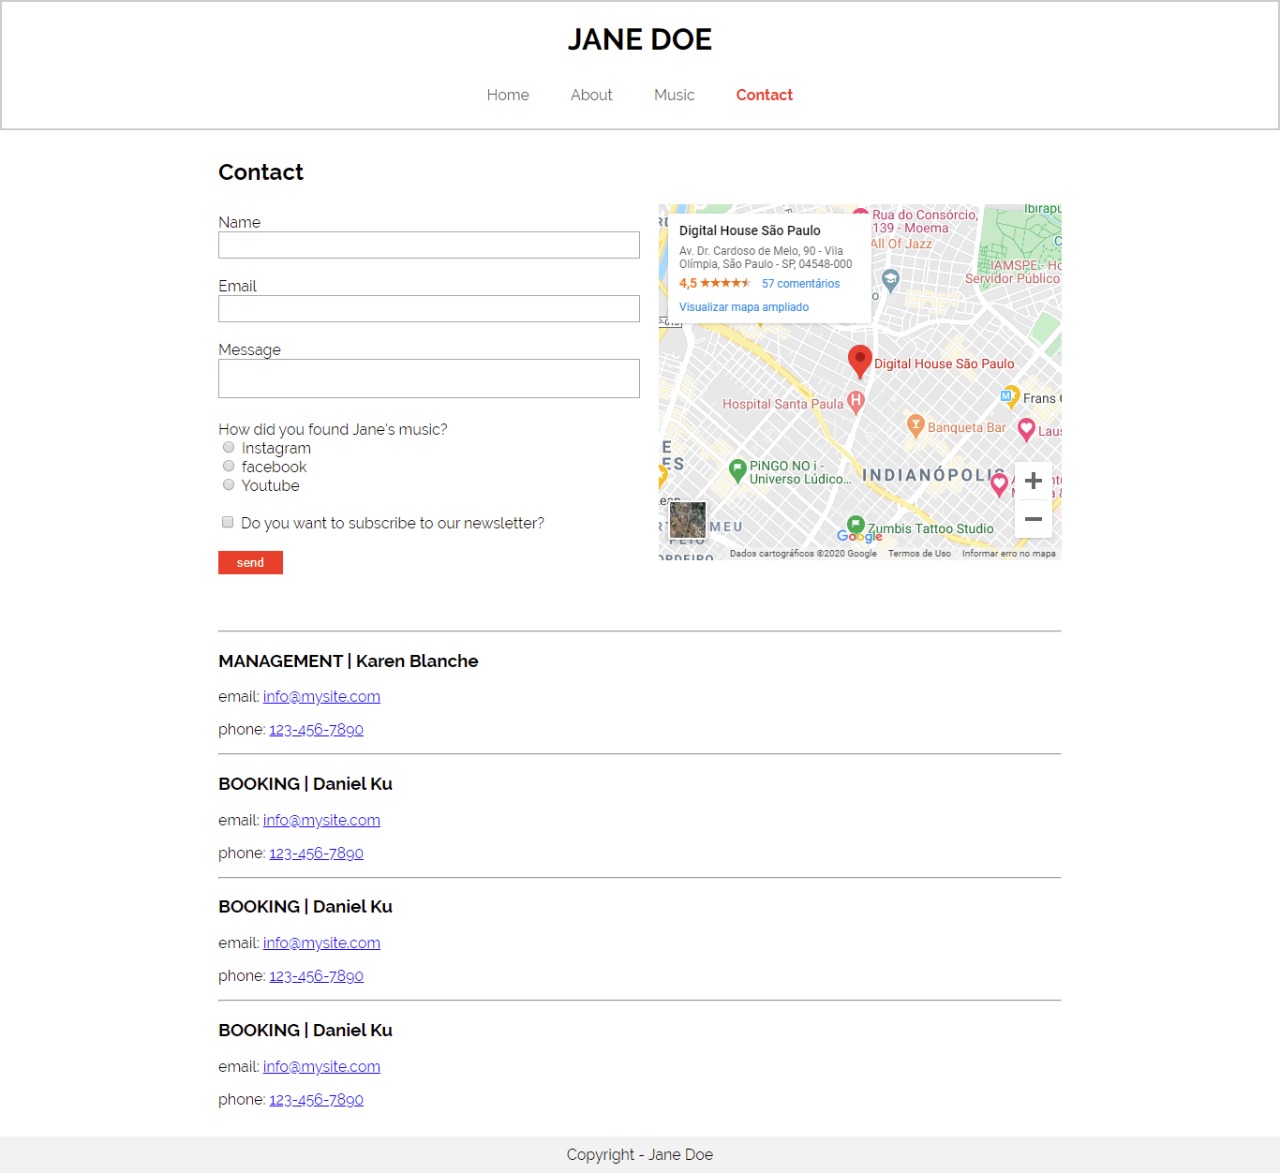 JANE DOE
Home About Music Contact
Contact
Name
Email
Message
How did you found Jane's music?
Instagram
facebook
Youtube
Do you want to subscribe to our newsletter?
send
Digital House São Paulo
Av. Dr. Cardoso de Melo, 90 - Vila
Olímpia, São Paulo - SP, 04548-000
4,5 57 comentários
Visualizar mapa ampliado
Rua do Consórcio,
139 - Moema
All Of Jazz
Ibirapu
IAMSPE- Ho
Servidor Público
Digital House São Paulo
Hospital Santa Paula
Frans C
Banqueta Bar
Laus
PiNGO NO i -
Universo Lúdico...
INDIANÓPOLIS
Zumbis Tattoo Studio
Google
Dados cartográficos ©2020 Google Termos de Uso Informar erro no mapa
MANAGEMENT | Karen Blanche
email: info@mysite.com
phone: 123-456-7890
BOOKING | Daniel Ku
email: info@mysite.com
phone: 123-456-7890
BOOKING | Daniel Ku
email: info@mysite.com
phone: 123-456-7890
BOOKING | Daniel Ku
email: info@mysite.com
phone: 123-456-7890
Copyright - Jane Doe